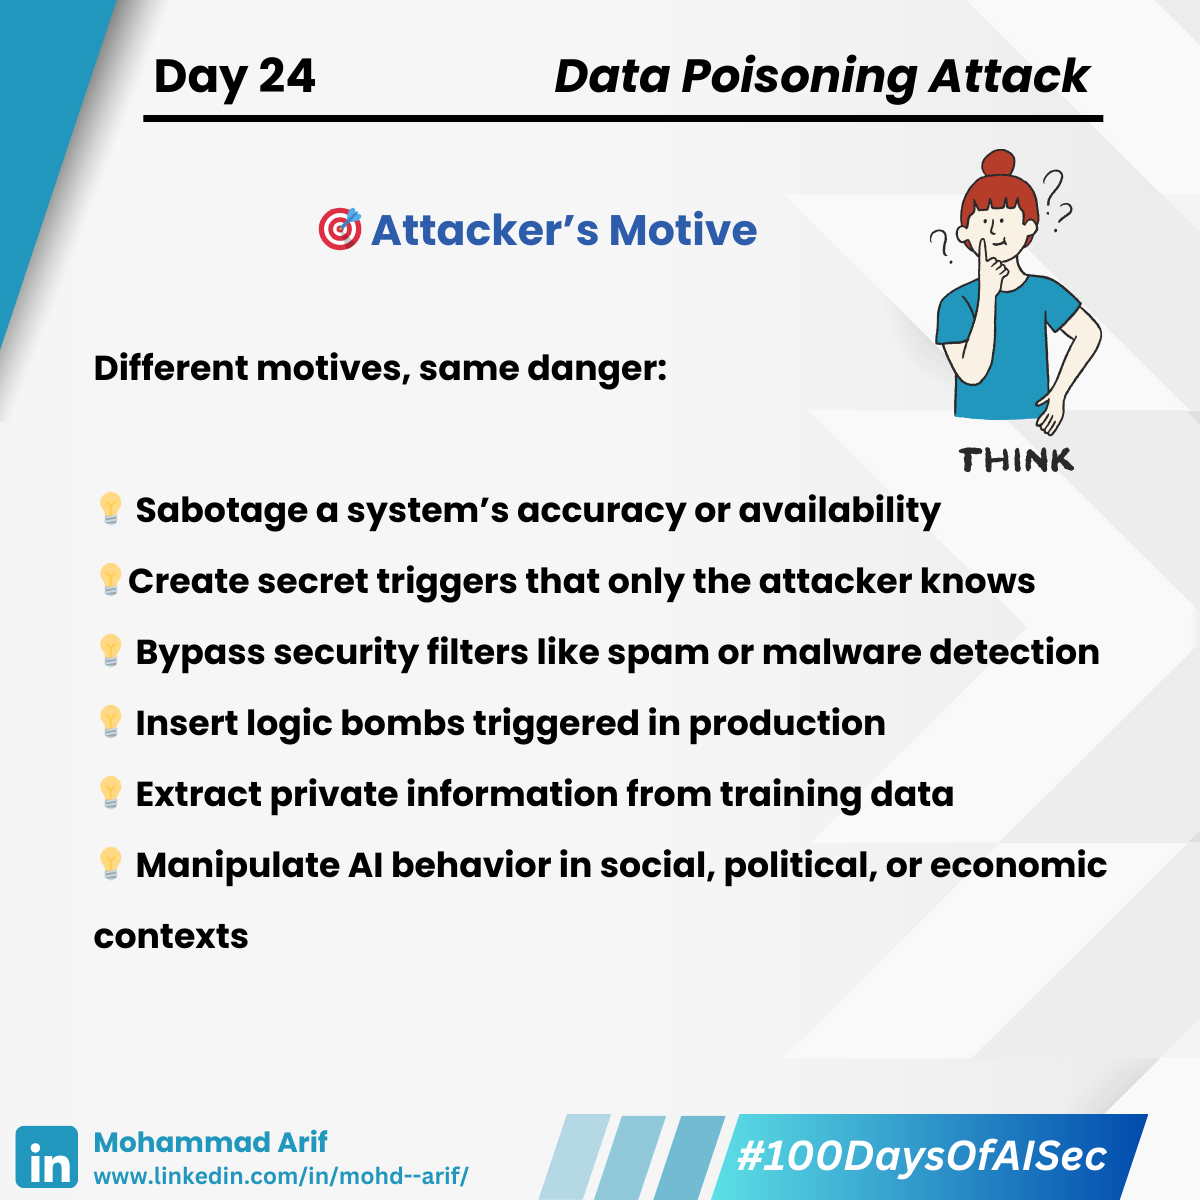 Day 24
Data Poisoning Attack
🎯 Attacker’s Motive
THINK
Different motives, same danger:
💡 Sabotage a system’s accuracy or availability
💡Create secret triggers that only the attacker knows
💡 Bypass security filters like spam or malware detection
💡 Insert logic bombs triggered in production
💡 Extract private information from training data
💡 Manipulate AI behavior in social, political, or economic
contexts
in
Mohammad Arif
www.linkedin.com/in/mohd--arif/
#100DaysOfAISec